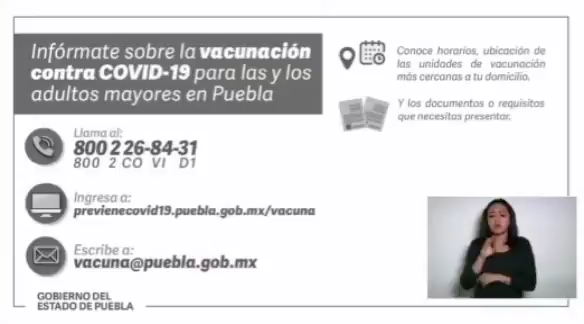 Infórmate sobre la vacunación
contra COVID-19 para las y los
adultos mayores en Puebla
Conoce horarios, ubicación de
las unidades de vacunación
más cercanas a tu domicilio.
Y los documentos o requisitos
que necesitas presentar.
Llama al:
800 2 26-84-31
800 2 CO VI D1
Ingresa a:
previenecovid19.puebla.gob.mx/vacuna
Escribe a:
vacuna@puebla.gob.mx
GOBIERNO DEL
ESTADO DE PUEBLA